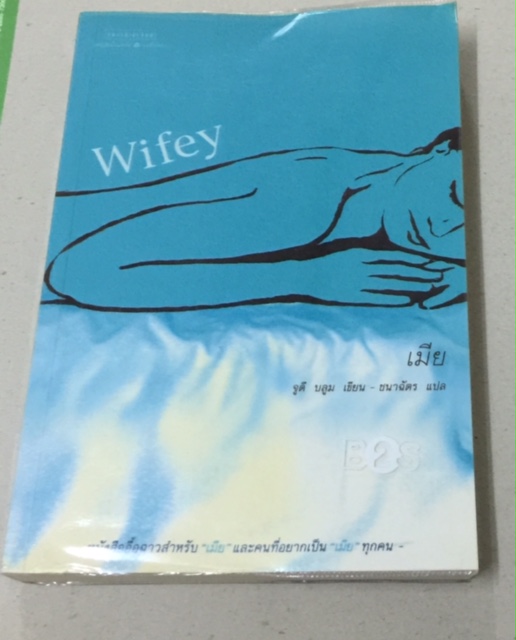 Wifey
เมีย
จูดี บลูม เขียน - ชนาฉัตร แปล
B2S
หนังสืออื้อฉาวสำหรับ "เมีย" และคนที่อยากเป็น "เมีย" ทุกคน -